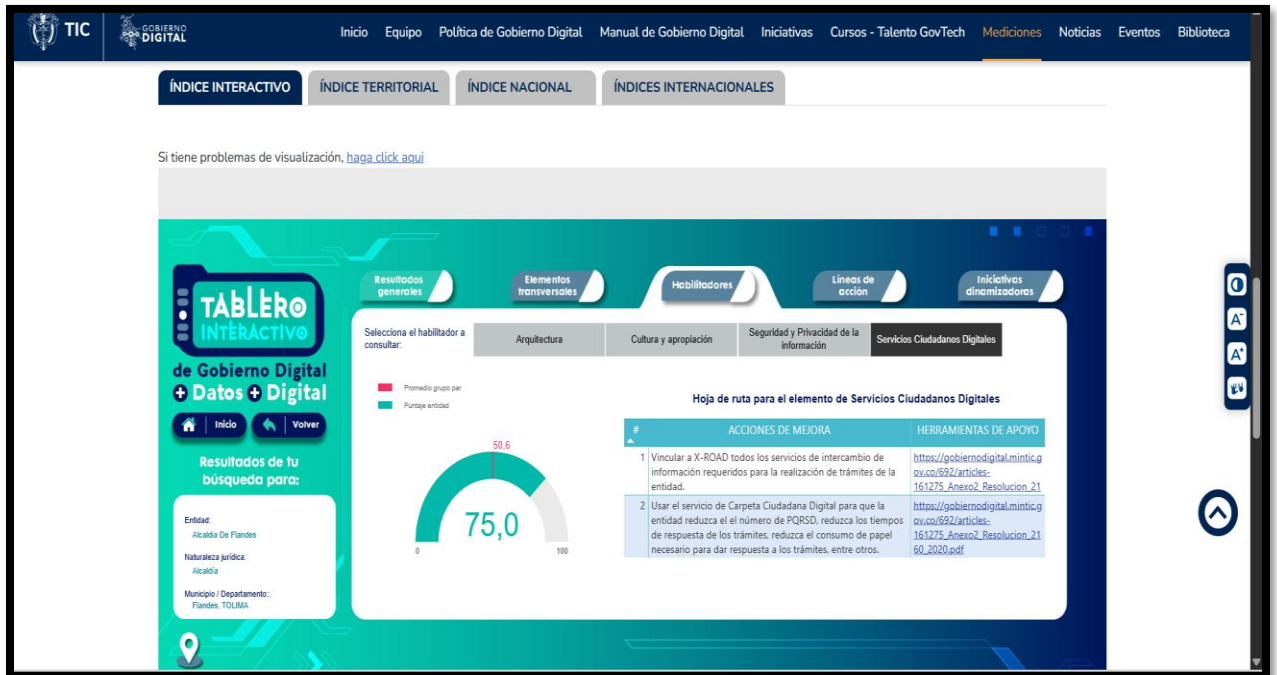 TIC
GOBIERNO
DIGITAL
Inicio Equipo Política de Gobierno Digital Manual de Gobierno Digital Iniciativas Cursos - Talento GovTech Mediciones Noticias Eventos Biblioteca
ÍNDICE INTERACTIVO ÍNDICE TERRITORIAL ÍNDICE NACIONAL ÍNDICES INTERNACIONALES
Si tiene problemas de visualización, haga click aqui
TABLERO
INTERACTIVO
de Gobierno Digital
+ Datos + Digital
Inicio Volver
Resultados de tu
búsqueda para:
Entidad:
Alcaldia De Flandes
Naturaleza jurídica:
Alcaldía
Municipio / Departamento::
Flandes, TOLIMA
Resultados
generales
Elementos
transversales
Habilitadores
Líneas de
acción
Iniciativas
dinamizadoras
Selecciona el habilitador a
consultar:
Arquitectura
Cultura y apropiación
Seguridad y Privacidad de la
información
Servicios Ciudadanos Digitales
Promedio grupo par
Puntaje entidad
50,6
75,0
0 100
Hoja de ruta para el elemento de Servicios Ciudadanos Digitales
# ACCIONES DE MEJORA HERRAMIENTAS DE APOYO
1 Vincular a X-ROAD todos los servicios de intercambio de
información requeridos para la realización de trámites de la
entidad.
https://gobiernodigital.mintic.g
ov.co/692/articles-
161275_Anexo2_Resolucion_21
2 Usar el servicio de Carpeta Ciudadana Digital para que la
entidad reduzca el el número de PQRSD, reduzca los tiempos
de respuesta de los trámites, reduzca el consumo de papel
necesario para dar respuesta a los trámites, entre otros.
https://gobiernodigital.mintic.g
ov.co/692/articles-
161275_Anexo2_Resolucion_21
60_2020.pdf
A-
A+